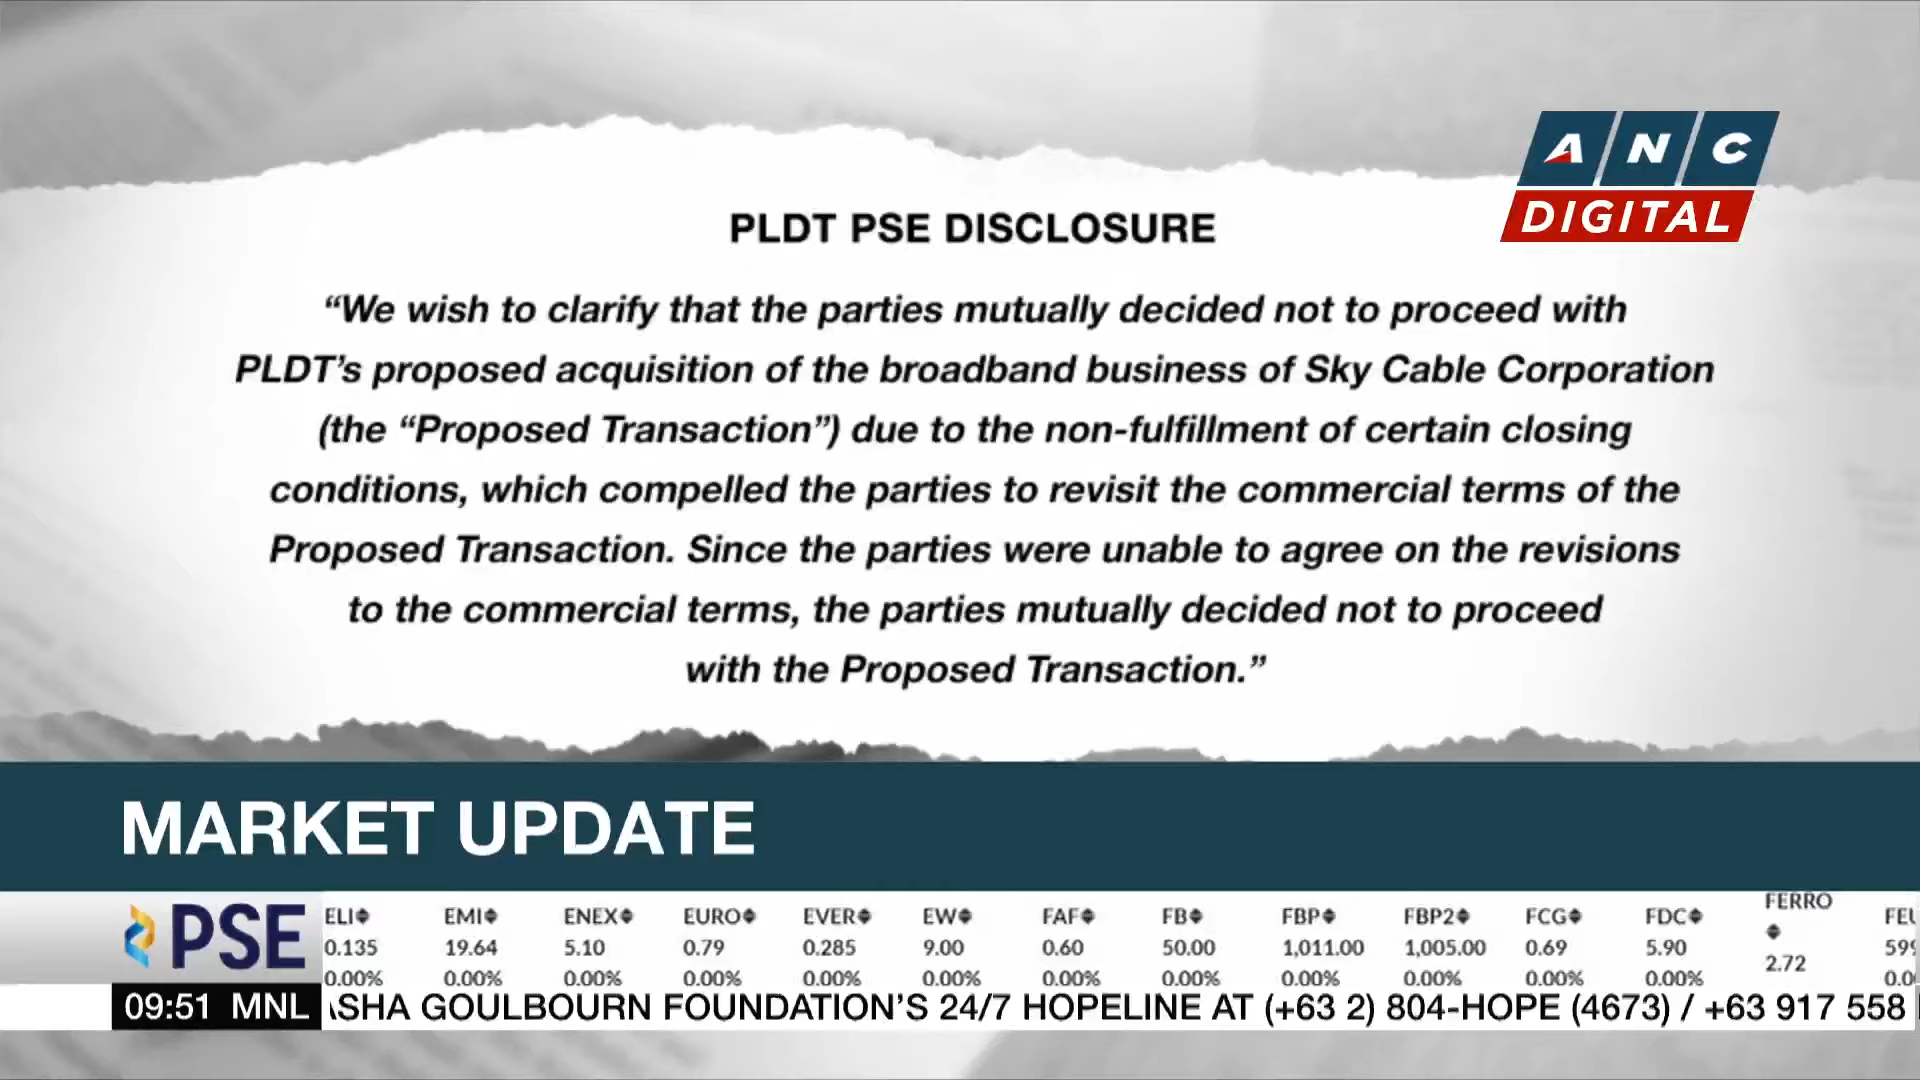 ANC
DIGITAL
PLDT PSE DISCLOSURE
“We wish to clarify that the parties mutually decided not to proceed with
PLDT’s proposed acquisition of the broadband business of Sky Cable Corporation
(the “Proposed Transaction”) due to the non-fulfillment of certain closing
conditions, which compelled the parties to revisit the commercial terms of the
Proposed Transaction. Since the parties were unable to agree on the revisions
to the commercial terms, the parties mutually decided not to proceed
with the Proposed Transaction.”
MARKET UPDATE
PSE
ELI EMI ENEX EURO EVER EW FAF FB FBP FBP2 FCG FDC FERRO
0.135 19.64 5.10 0.79 0.285 9.00 0.60 50.00 1,011.00 1,005.00 0.69 5.90 2.72
0.00% 0.00% 0.00% 0.00% 0.00% 0.00% 0.00% 0.00% 0.00% 0.00% 0.00% 0.00%
09:51 MNL
GOULBOURN FOUNDATION’S 24/7 HOPELINE AT (+63 2) 804-HOPE (4673) / +63 917 558